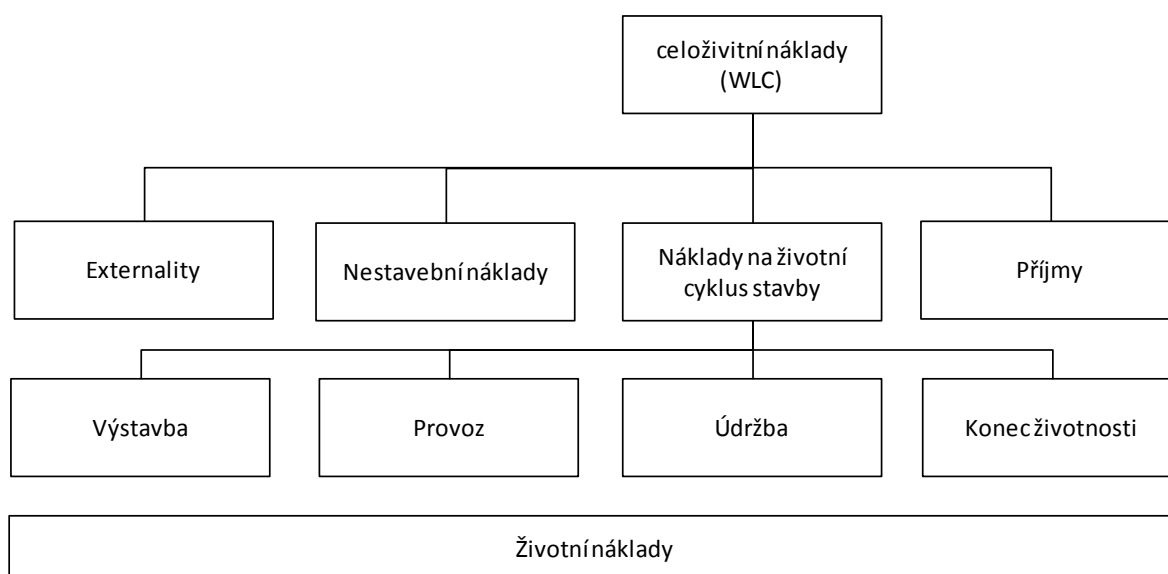 celoživitní náklady
(WLC)
Externality
Nestavební náklady
Náklady na životní
cyklus stavby
Příjmy
Výstavba
Provoz
Údržba
Konec životnosti
Životní náklady